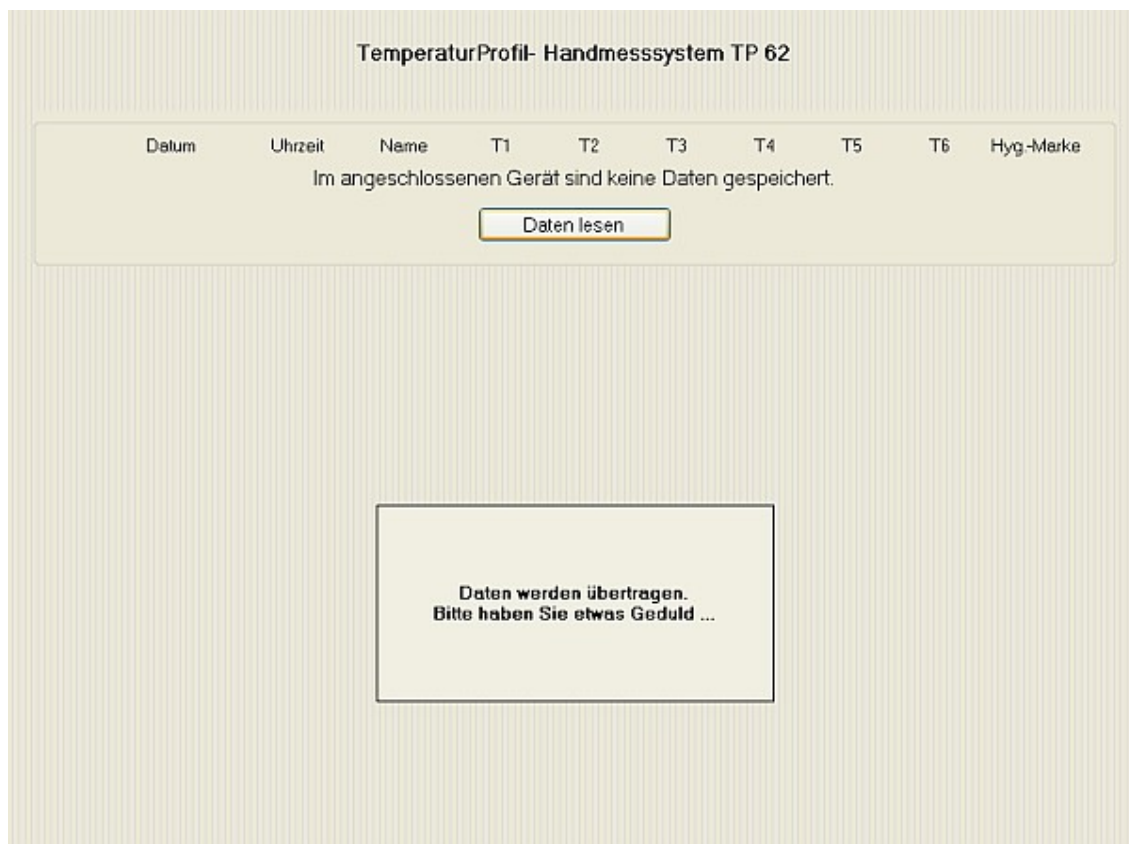 TemperaturProfil- Handmesssystem TP 62
Datum Uhrzeit Name T1 T2 T3 T4 T5 T6 Hyg.-Marke
Im angeschlossenen Gerät sind keine Daten gespeichert.
Daten lesen
Daten werden übertragen.
Bitte haben Sie etwas Geduld ...